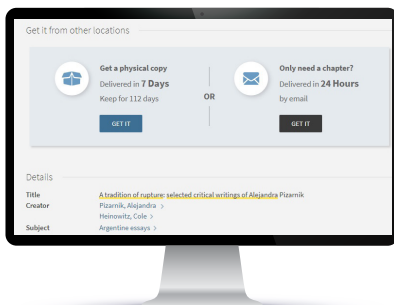 Get it from other locations
Get a physical copy
Delivered in 7 Days
Keep for 112 days
GET IT
OR
Only need a chapter?
Delivered in 24 Hours
by email
GET IT
Details
Title A tradition of rupture: selected critical writings of Alejandra Pizarnik
Creator Pizarnik, Alejandra >
Heinowitz, Cole >
Subject Argentine essays >